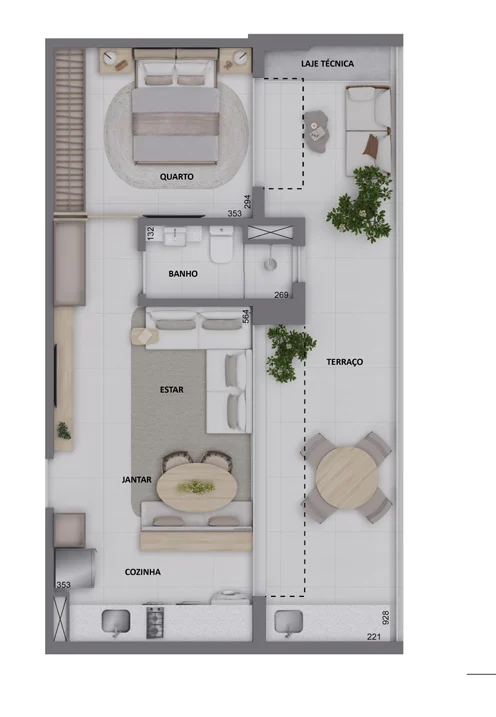 LAJE TÉCNICA
QUARTO
294
353
132
BANHO
269
564
TERRAÇO
ESTAR
JANTAR
COZINHA
353
928
221